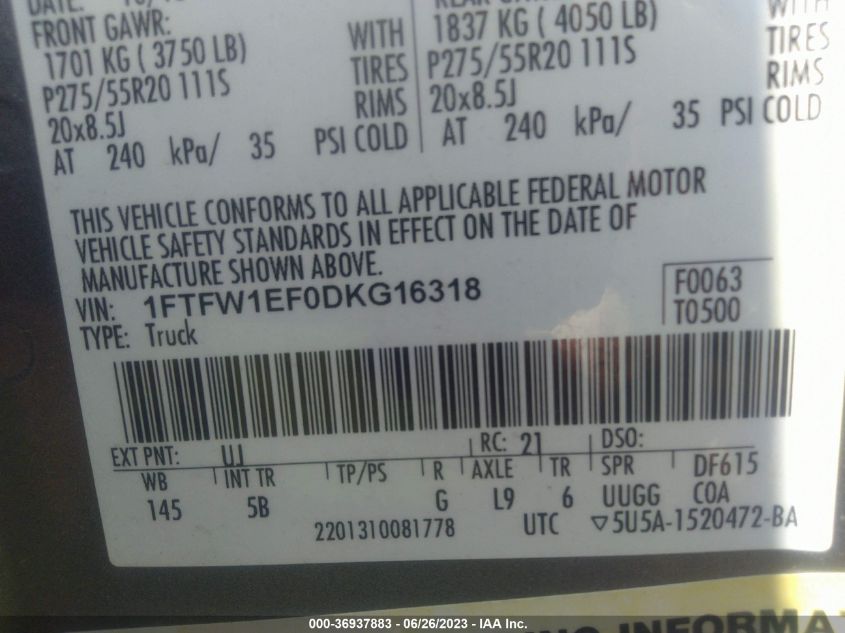 DATE:
FRONT GAWR:
1701 KG ( 3750 LB) WITH
P275/55R20 111S TIRES
20x8.5J RIMS
AT 240 kPa/ 35 PSI COLD
1837 KG ( 4050 LB) WITH
P275/55R20 111S TIRES
20x8.5J RIMS
AT 240 kPa/ 35 PSI COLD
THIS VEHICLE CONFORMS TO ALL APPLICABLE FEDERAL MOTOR
VEHICLE SAFETY STANDARDS IN EFFECT ON THE DATE OF
MANUFACTURE SHOWN ABOVE.
VIN: 1FTFW1EF0DKG16318
TYPE: Truck
F0063
T0500
EXT PNT: UJ RC: 21 DSO:
WB INT TR TP/PS R AXLE TR SPR DF615
145 5B G L9 6 UUGG COA
2201310081778 UTC ▽5U5A-1520472-BA
000-36937883 / 06/26/2023 / © IAA Inc.